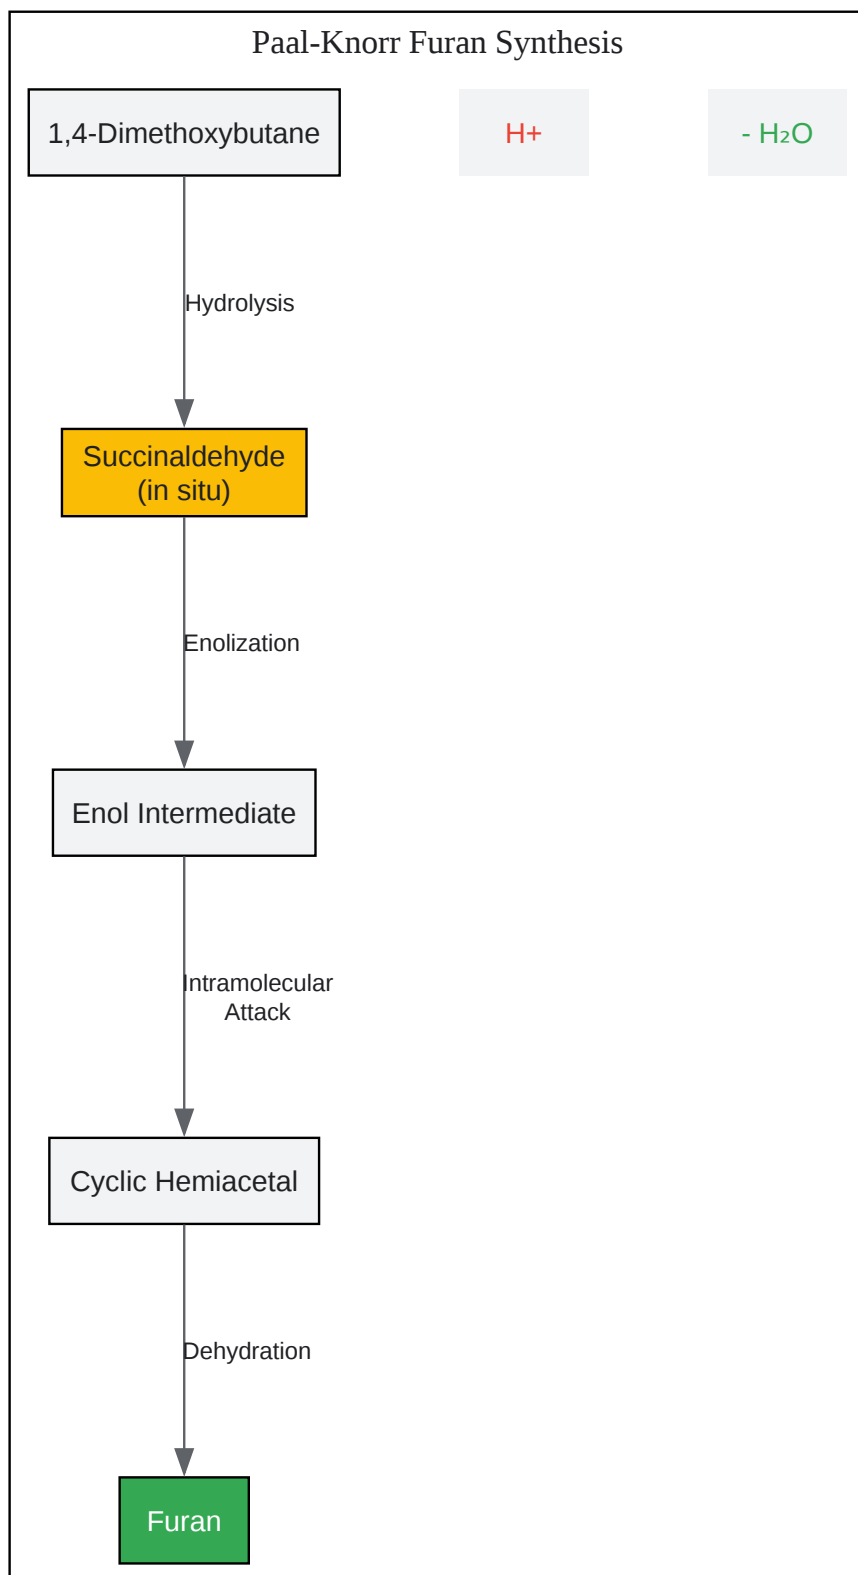 Paal-Knorr Furan Synthesis
1,4-Dimethoxybutane
H+
- H₂O
Hydrolysis
Succinaldehyde
(in situ)
Enolization
Enol Intermediate
Intramolecular
Attack
Cyclic Hemiacetal
Dehydration
Furan